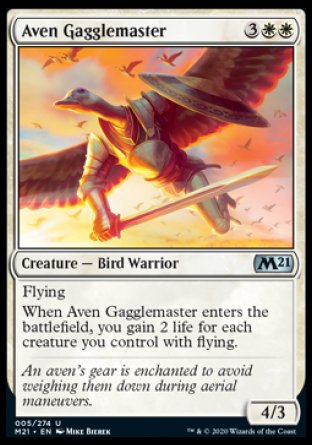 Aven Gagglemaster 3
Creature — Bird Warrior M21
Flying
When Aven Gagglemaster enters the
battlefield, you gain 2 life for each
creature you control with flying.
An aven's gear is enchanted to avoid
weighing them down during aerial
maneuvers.
4/3
005/274 U
M21 • EN Mike Bierek ™ & © 2020 Wizards of the Coast